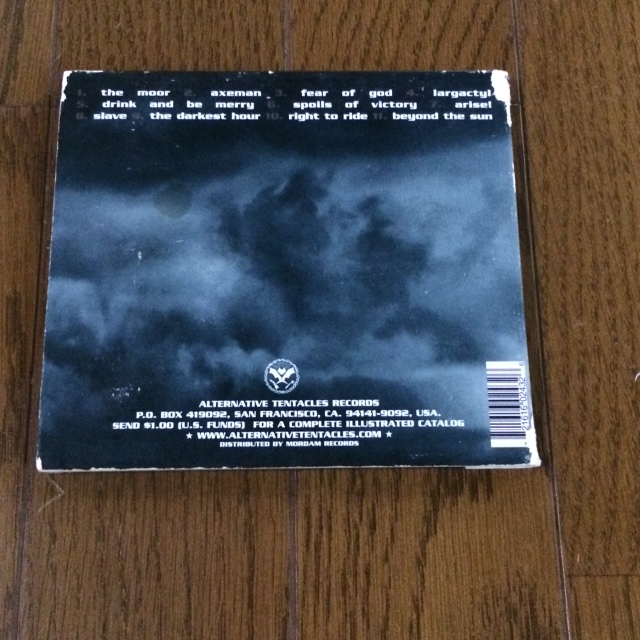 1. the moor 2. axeman 3. fear of god 4. largactyl
5. drink and be merry 6. spoils of victory 7. arise!
8. slave 9. the darkest hour 10. right to ride 11. beyond the sun
ALTERNATIVE TENTACLES RECORDS
P.O. BOX 419092, SAN FRANCISCO, CA. 94141-9092, USA.
SEND $1.00 (U.S. FUNDS) FOR A COMPLETE ILLUSTRATED CATALOG
★ WWW.ALTERNATIVETENTACLES.COM ★
DISTRIBUTED BY MORDAM RECORDS